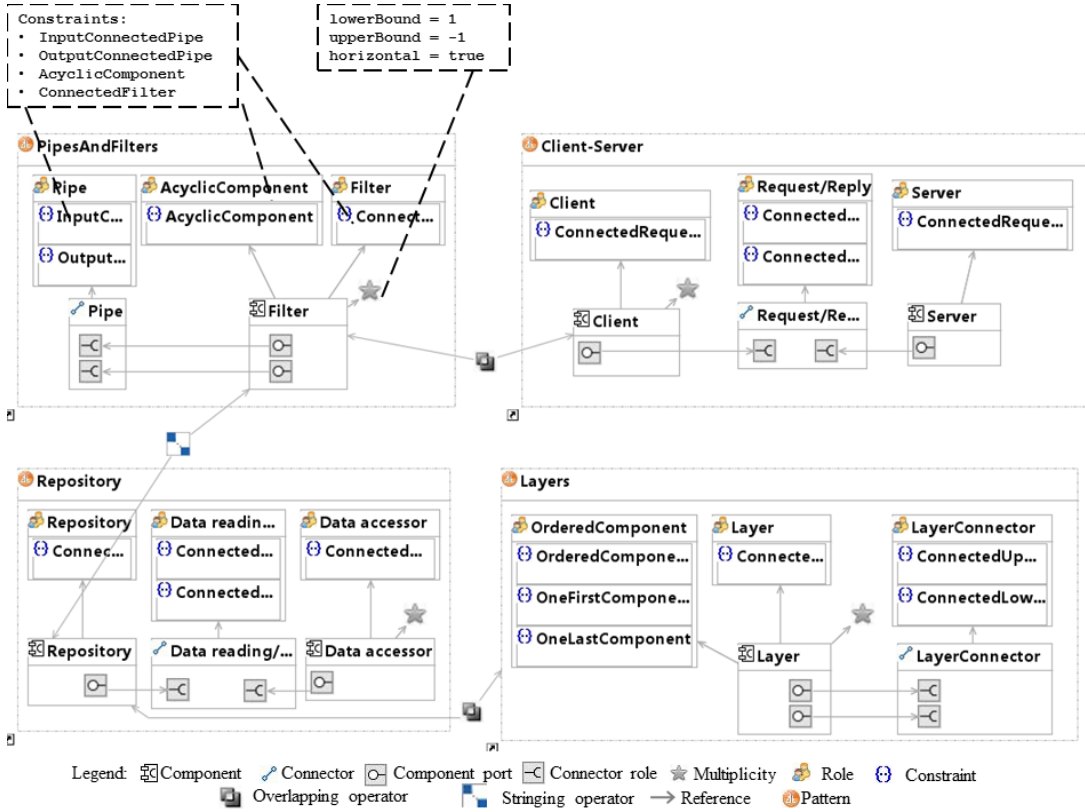 Constraints:
• InputConnectedPipe
• OutputConnectedPipe
• AcyclicComponent
• ConnectedFilter
lowerBound = 1
upperBound = -1
horizontal = true
PipesAndFilters
Pipe
InputC...
Output...
AcyclicComponent
AcyclicComponent
Filter
Connect...
Pipe
Filter
Client-Server
Client
ConnectedReque...
Request/Reply
Connected...
Connected...
Server
ConnectedReque...
Client
Request/Re...
Server
Repository
Repository
Connec...
Data readin...
Connected...
Connected...
Data accessor
Connected...
Repository
Data reading/...
Data accessor
Layers
OrderedComponent
OrderedCompone...
OneFirstCompone...
OneLastComponent
Layer
Connecte...
LayerConnector
ConnectedUp...
ConnectedLow...
Layer
LayerConnector
Legend: Component Connector Component port Connector role Multiplicity Role Constraint
Overlapping operator Stringing operator Reference Pattern